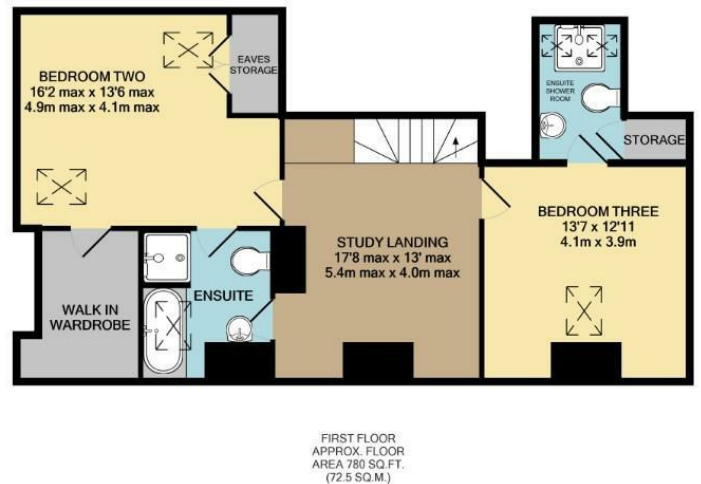 BEDROOM TWO
16'2 max x 13'6 max
4.9m max x 4.1m max
EAVES
STORAGE
ENSUITE
SHOWER
ROOM
STORAGE
BEDROOM THREE
13'7 x 12'11
4.1m x 3.9m
STUDY LANDING
17'8 max x 13' max
5.4m max x 4.0m max
WALK IN
WARDROBE
ENSUITE
FIRST FLOOR
APPROX. FLOOR
AREA 780 SQ.FT.
(72.5 SQ.M.)